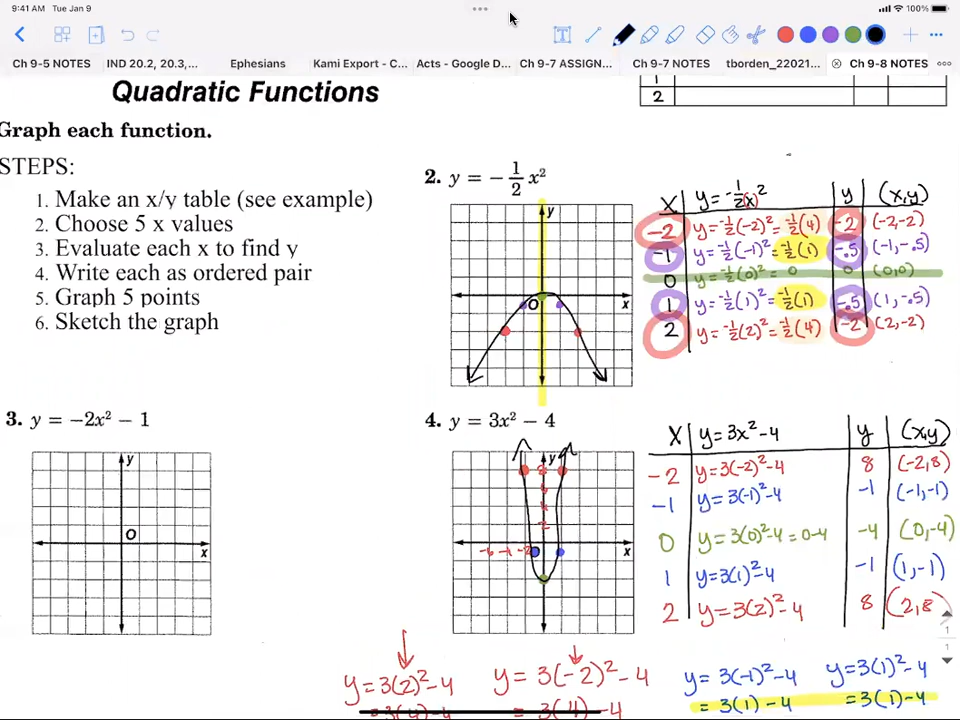 9:41 AM Tue Jan 9
100%
Ch 9-5 NOTES IND 20.2, 20.3,... Ephesians Kami Export - C... Acts - Google D... Ch 9-7 ASSIGN... Ch 9-7 NOTES tborden_22021... Ch 9-8 NOTES
2
Quadratic Functions
Graph each function.
STEPS:
1. Make an x/y table (see example)
2. Choose 5 x values
3. Evaluate each x to find y
4. Write each as ordered pair
5. Graph 5 points
6. Sketch the graph
2. y = -1/2 x²
y
O
x
x y = -1/2(x)² y (x,y)
-2 y=-1/2(-2)² = -1/2(4) -2 (-2,-2)
-1 y=-1/2(-1)² = -1/2(1) -.5 (-1,-.5)
0 y=-1/2(0)² = 0 0 (0,0)
1 y=-1/2(1)² = -1/2(1) -.5 (1,-.5)
2 y=-1/2(2)² = -1/2(4) -2 (2,-2)
3. y = -2x² - 1
y
O
x
4. y = 3x² - 4
y
x
x y=3x²-4 y (x,y)
-2 y=3(-2)²-4 8 (-2,8)
-1 y=3(-1)²-4 -1 (-1,-1)
0 y=3(0)²-4=0-4 -4 (0,-4)
1 y=3(1)²-4 -1 (1,-1)
2 y=3(2)²-4 8 (2,8
1
1
y=3(2)²-4 y=3(-2)²-4 y=3(-1)²-4 y=3(1)²-4
=3(4)-4 =3(4)-4 =3(1)-4 =3(1)-4